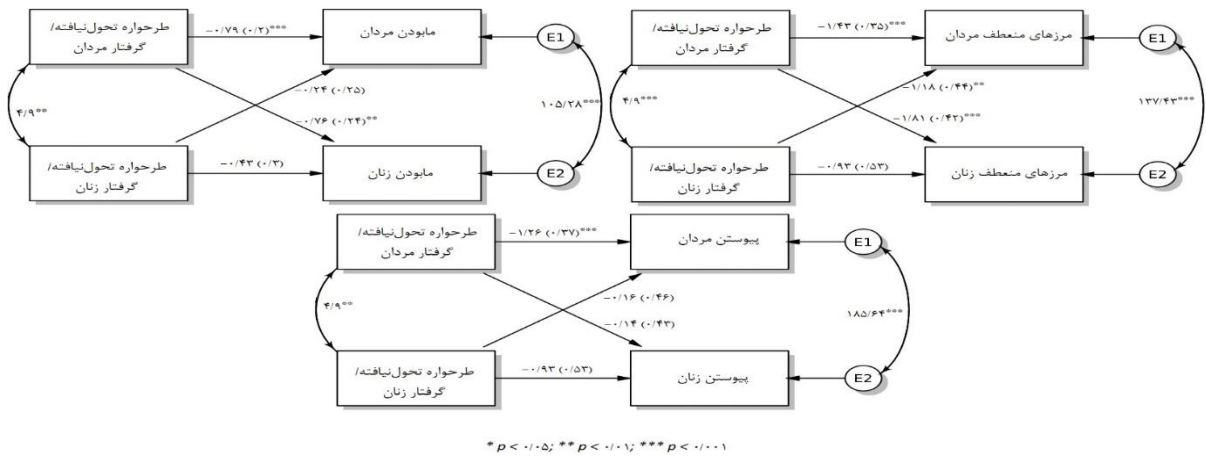 طرحواره تحول‌نیافته/
گرفتار مردان
−۰/۷۹ (۰/۲)***
مابودن مردان
E1
۴/۹**
−۰/۲۴ (۰/۲۵)
−۰/۷۶ (۰/۲۴)**
۱۰۵/۲۸***
طرحواره تحول‌نیافته/
گرفتار زنان
−۰/۴۳ (۰/۳)
مابودن زنان
E2
طرحواره تحول‌نیافته/
گرفتار مردان
−۱/۴۳ (۰/۳۵)***
مرزهای منعطف مردان
E1
۴/۹***
−۱/۱۸ (۰/۴۴)**
−۱/۸۱ (۰/۴۲)***
۱۳۷/۴۳***
طرحواره تحول‌نیافته/
گرفتار زنان
−۰/۹۳ (۰/۵۳)
مرزهای منعطف زنان
E2
طرحواره تحول‌نیافته/
گرفتار مردان
−۱/۲۶ (۰/۳۷)***
پیوستن مردان
E1
۴/۹**
−۰/۱۶ (۰/۴۶)
−۰/۱۴ (۰/۴۳)
۱۸۵/۶۴***
طرحواره تحول‌نیافته/
گرفتار زنان
−۰/۹۳ (۰/۵۳)
پیوستن زنان
E2
* p < ۰/۰۵; ** p < ۰/۰۱; *** p < ۰/۰۰۱